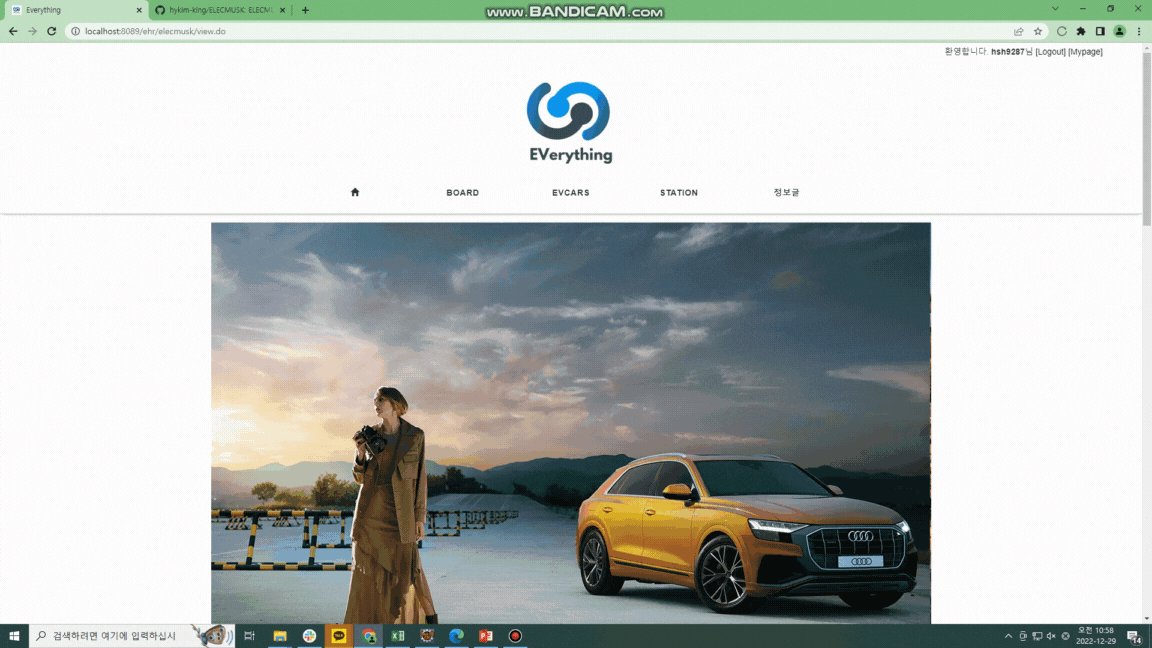 www.BANDICAM.com
Everything
hykim-king/ELECMUSK: ELECMU
localhost:8089/ehr/elecmusk/view.do
환영합니다. hsh9287님 [Logout] [Mypage]
EVerything
BOARD
EVCARS
STATION
정보글
검색하려면 여기에 입력하십시
오전 10:58
2022-12-29
14